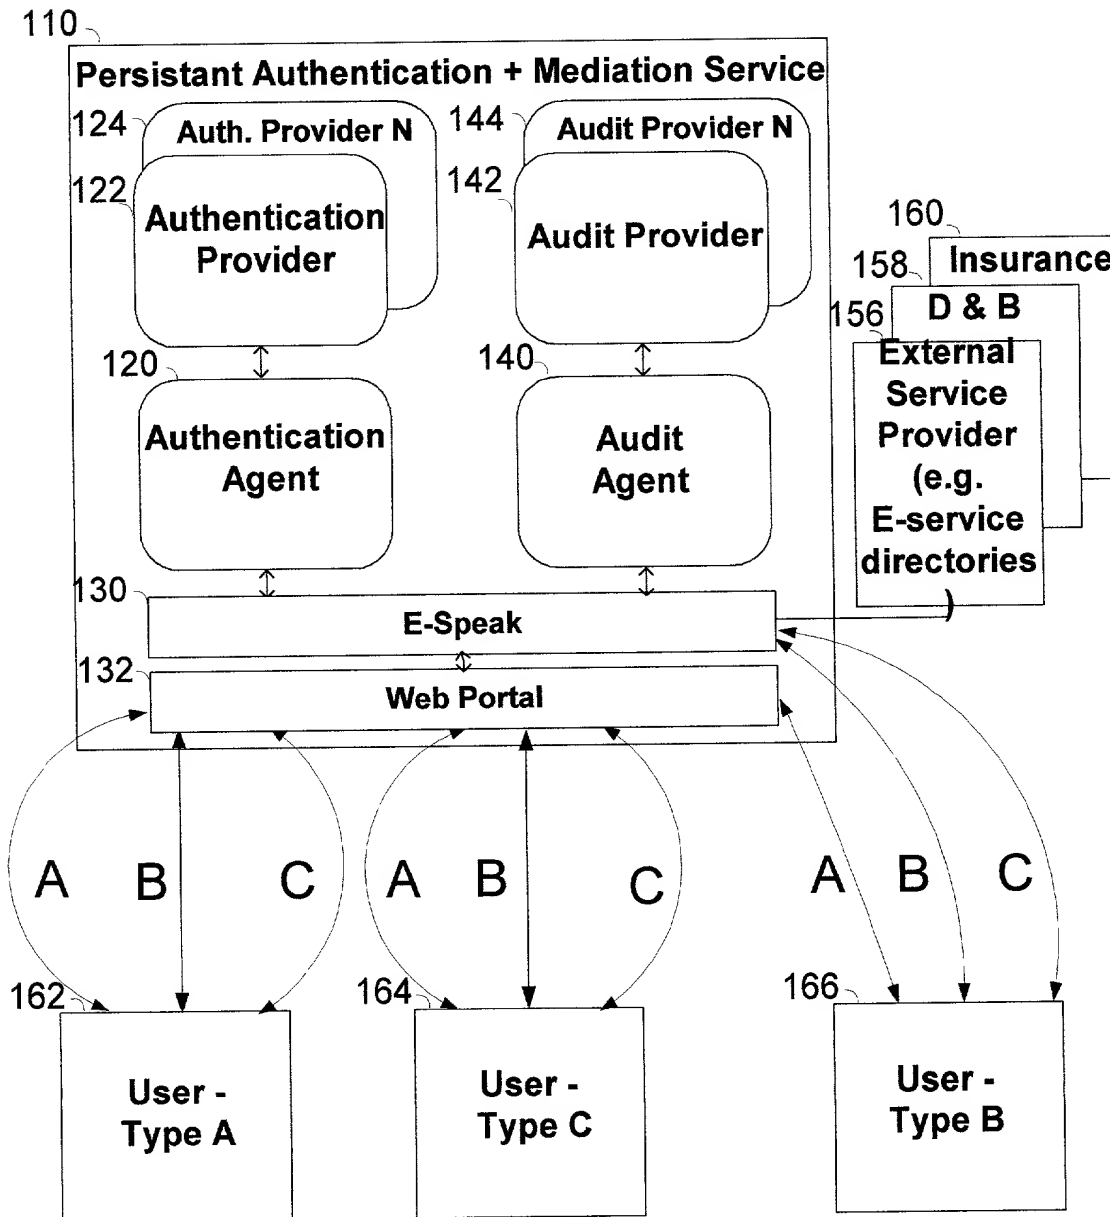 110
Persistant Authentication + Mediation Service
124
Auth. Provider N
144
Audit Provider N
122
Authentication
Provider
142
Audit Provider
160
Insurance
158
D & B
156
External
Service
Provider
(e.g.
E-service
directories
)
120
Authentication
Agent
140
Audit
Agent
130
E-Speak
132
Web Portal
A
B
C
A
B
C
A
B
C
162
User -
Type A
164
User -
Type C
166
User -
Type B